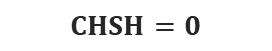 CHSH = 0